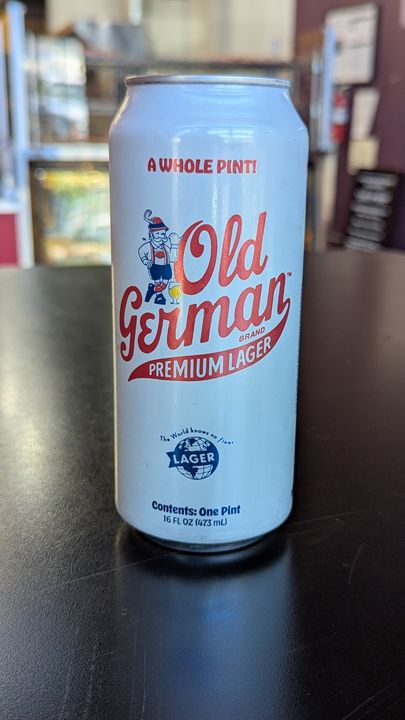 A WHOLE PINT!
Old
German™
BRAND
PREMIUM LAGER
The World knows no finer
LAGER
Contents: One Pint
16 FL OZ (473 mL)